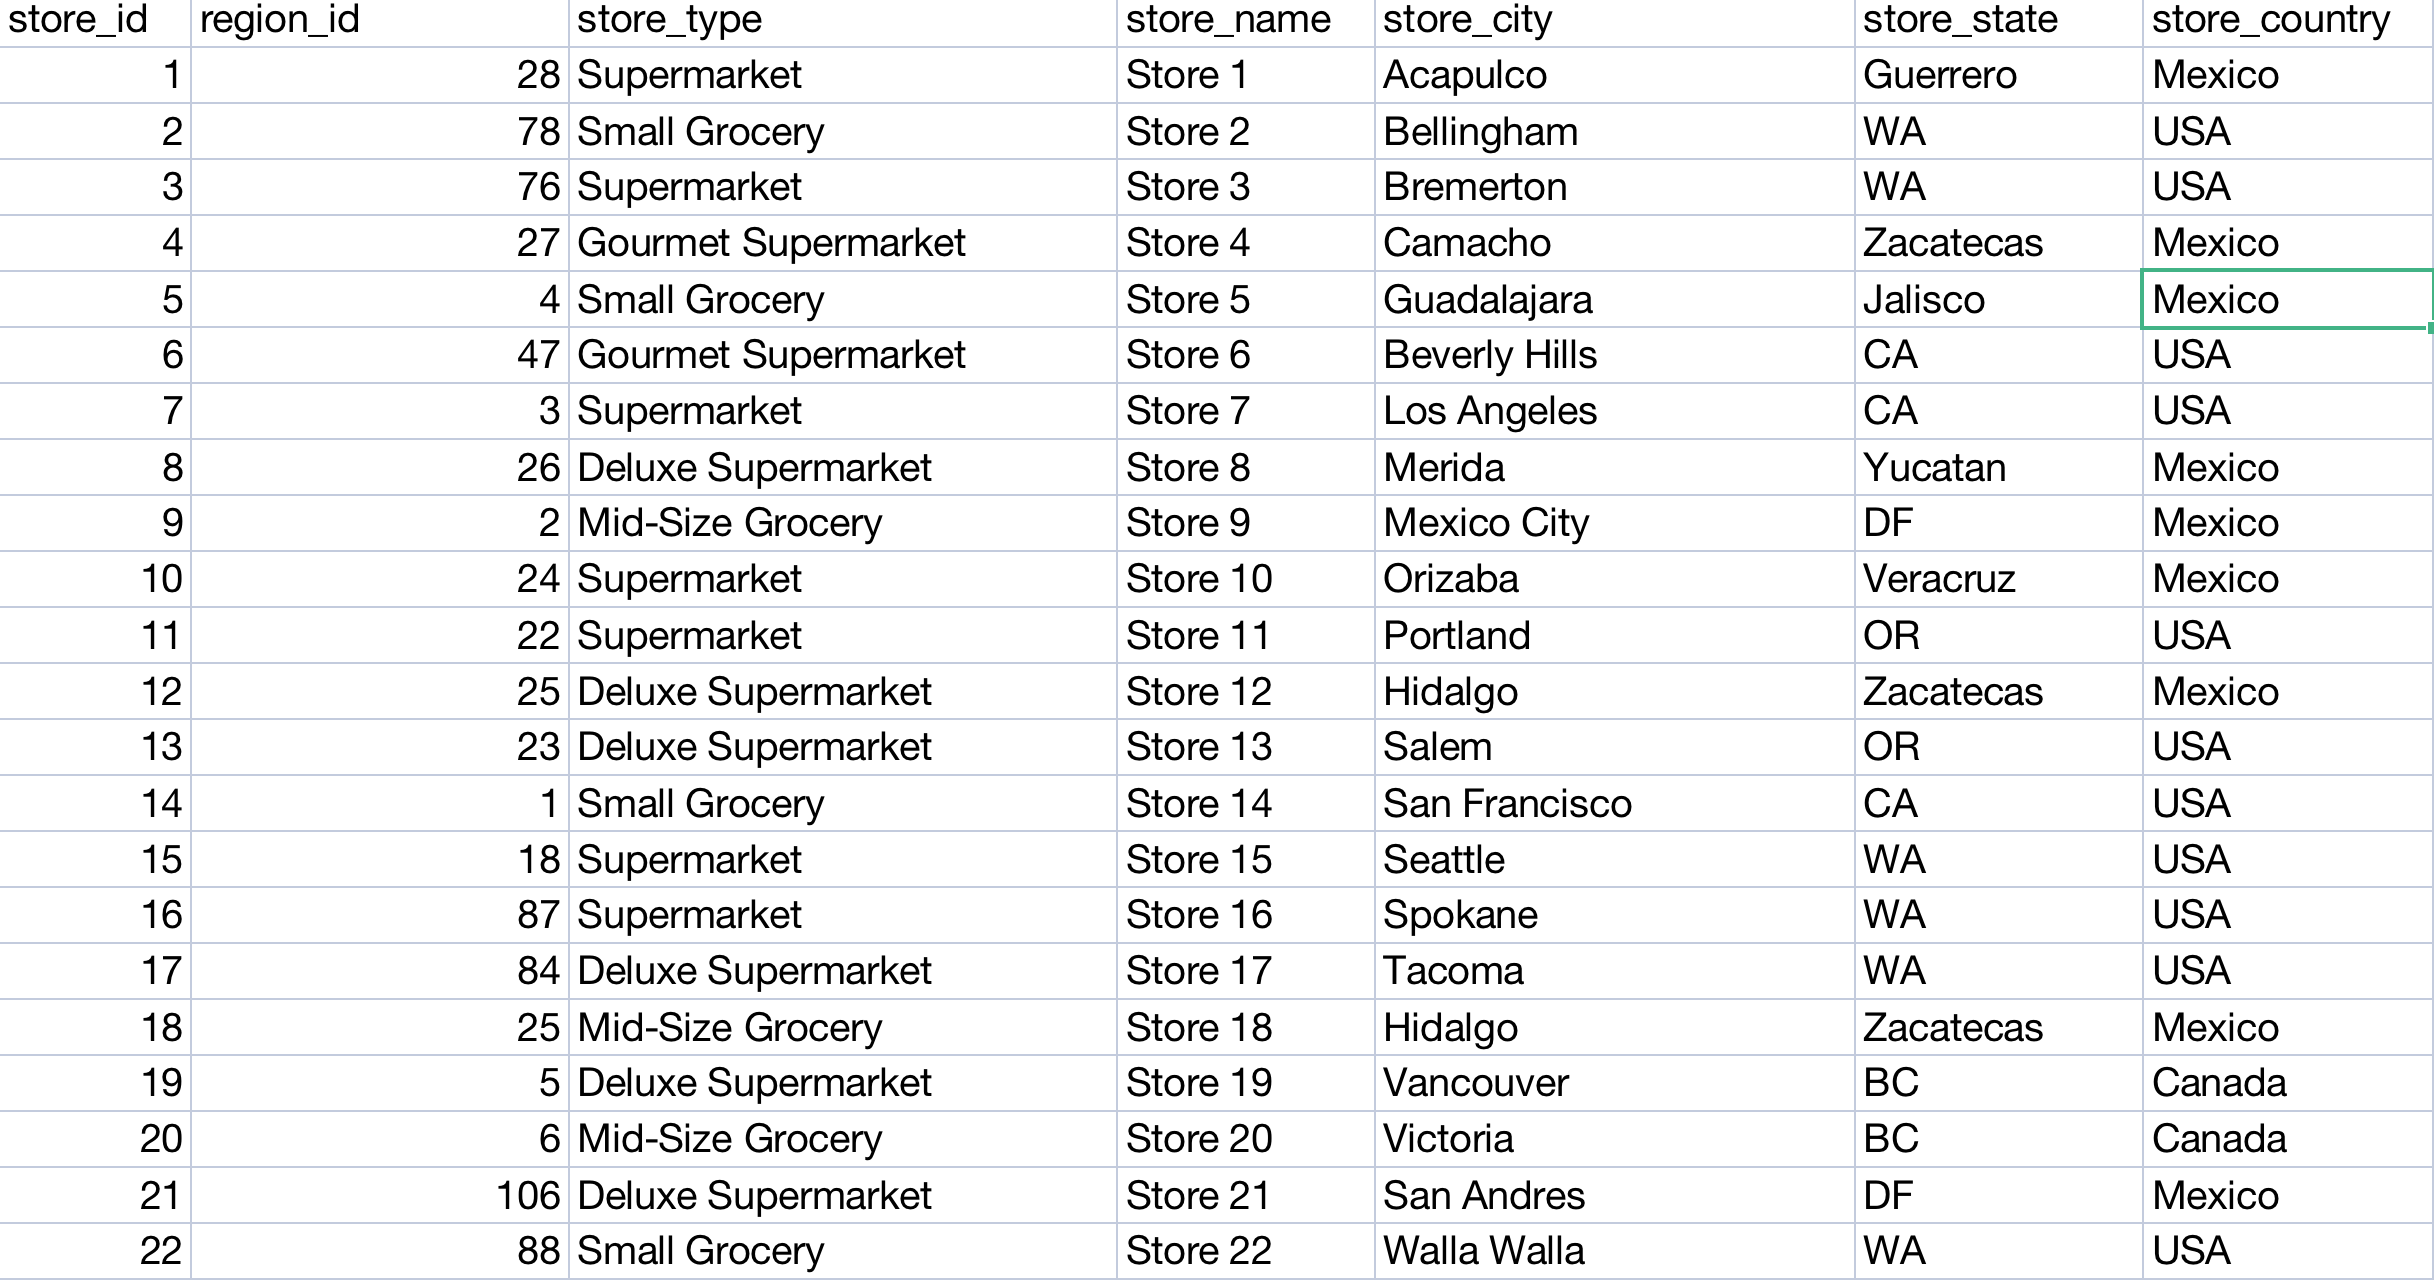 store_id region_id store_type store_name store_city store_state store_country
1 28 Supermarket Store 1 Acapulco Guerrero Mexico
2 78 Small Grocery Store 2 Bellingham WA USA
3 76 Supermarket Store 3 Bremerton WA USA
4 27 Gourmet Supermarket Store 4 Camacho Zacatecas Mexico
5 4 Small Grocery Store 5 Guadalajara Jalisco Mexico
6 47 Gourmet Supermarket Store 6 Beverly Hills CA USA
7 3 Supermarket Store 7 Los Angeles CA USA
8 26 Deluxe Supermarket Store 8 Merida Yucatan Mexico
9 2 Mid-Size Grocery Store 9 Mexico City DF Mexico
10 24 Supermarket Store 10 Orizaba Veracruz Mexico
11 22 Supermarket Store 11 Portland OR USA
12 25 Deluxe Supermarket Store 12 Hidalgo Zacatecas Mexico
13 23 Deluxe Supermarket Store 13 Salem OR USA
14 1 Small Grocery Store 14 San Francisco CA USA
15 18 Supermarket Store 15 Seattle WA USA
16 87 Supermarket Store 16 Spokane WA USA
17 84 Deluxe Supermarket Store 17 Tacoma WA USA
18 25 Mid-Size Grocery Store 18 Hidalgo Zacatecas Mexico
19 5 Deluxe Supermarket Store 19 Vancouver BC Canada
20 6 Mid-Size Grocery Store 20 Victoria BC Canada
21 106 Deluxe Supermarket Store 21 San Andres DF Mexico
22 88 Small Grocery Store 22 Walla Walla WA USA